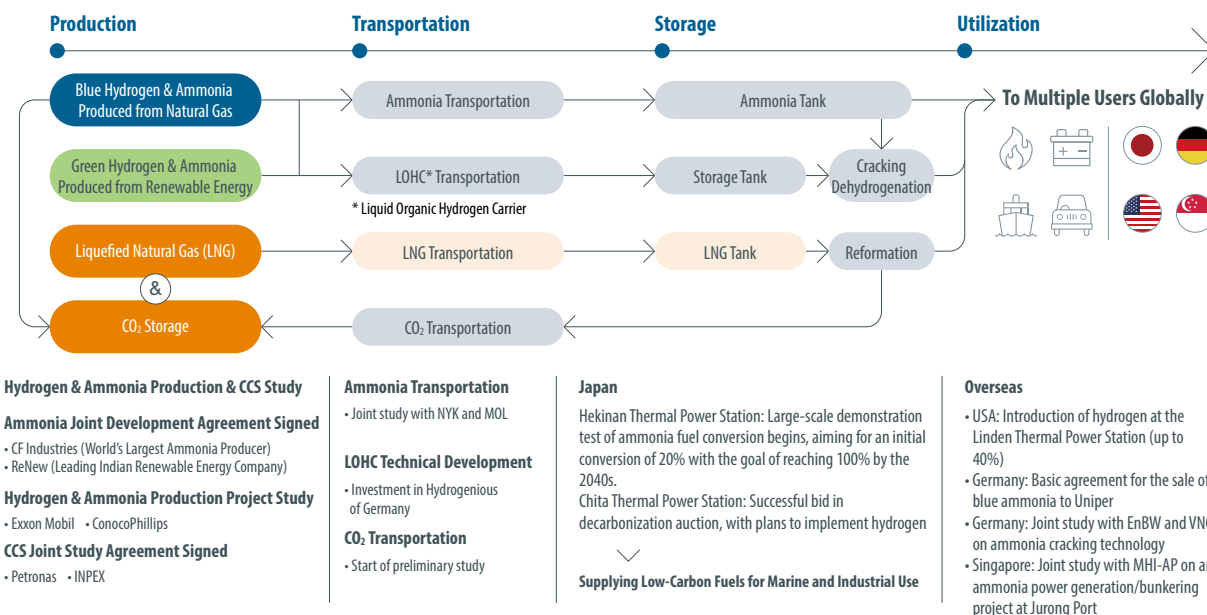 Production
Transportation
Storage
Utilization
Blue Hydrogen & Ammonia
Produced from Natural Gas
Ammonia Transportation
Ammonia Tank
To Multiple Users Globally
Green Hydrogen & Ammonia
Produced from Renewable Energy
LOHC* Transportation
Storage Tank
Cracking
Dehydrogenation
* Liquid Organic Hydrogen Carrier
Liquefied Natural Gas (LNG)
LNG Transportation
LNG Tank
Reformation
&
CO₂ Storage
CO₂ Transportation
Hydrogen & Ammonia Production & CCS Study
Ammonia Joint Development Agreement Signed
• CF Industries (World's Largest Ammonia Producer)
• ReNew (Leading Indian Renewable Energy Company)
Hydrogen & Ammonia Production Project Study
• Exxon Mobil • ConocoPhillips
CCS Joint Study Agreement Signed
• Petronas • INPEX
Ammonia Transportation
• Joint study with NYK and MOL
LOHC Technical Development
• Investment in Hydrogenious
of Germany
CO₂ Transportation
• Start of preliminary study
Japan
Hekinan Thermal Power Station: Large-scale demonstration
test of ammonia fuel conversion begins, aiming for an initial
conversion of 20% with the goal of reaching 100% by the
2040s.
Chita Thermal Power Station: Successful bid in
decarbonization auction, with plans to implement hydrogen
Supplying Low-Carbon Fuels for Marine and Industrial Use
Overseas
• USA: Introduction of hydrogen at the
Linden Thermal Power Station (up to
40%)
• Germany: Basic agreement for the sale of
blue ammonia to Uniper
• Germany: Joint study with EnBW and VNG
on ammonia cracking technology
• Singapore: Joint study with MHI-AP on an
ammonia power generation/bunkering
project at Jurong Port